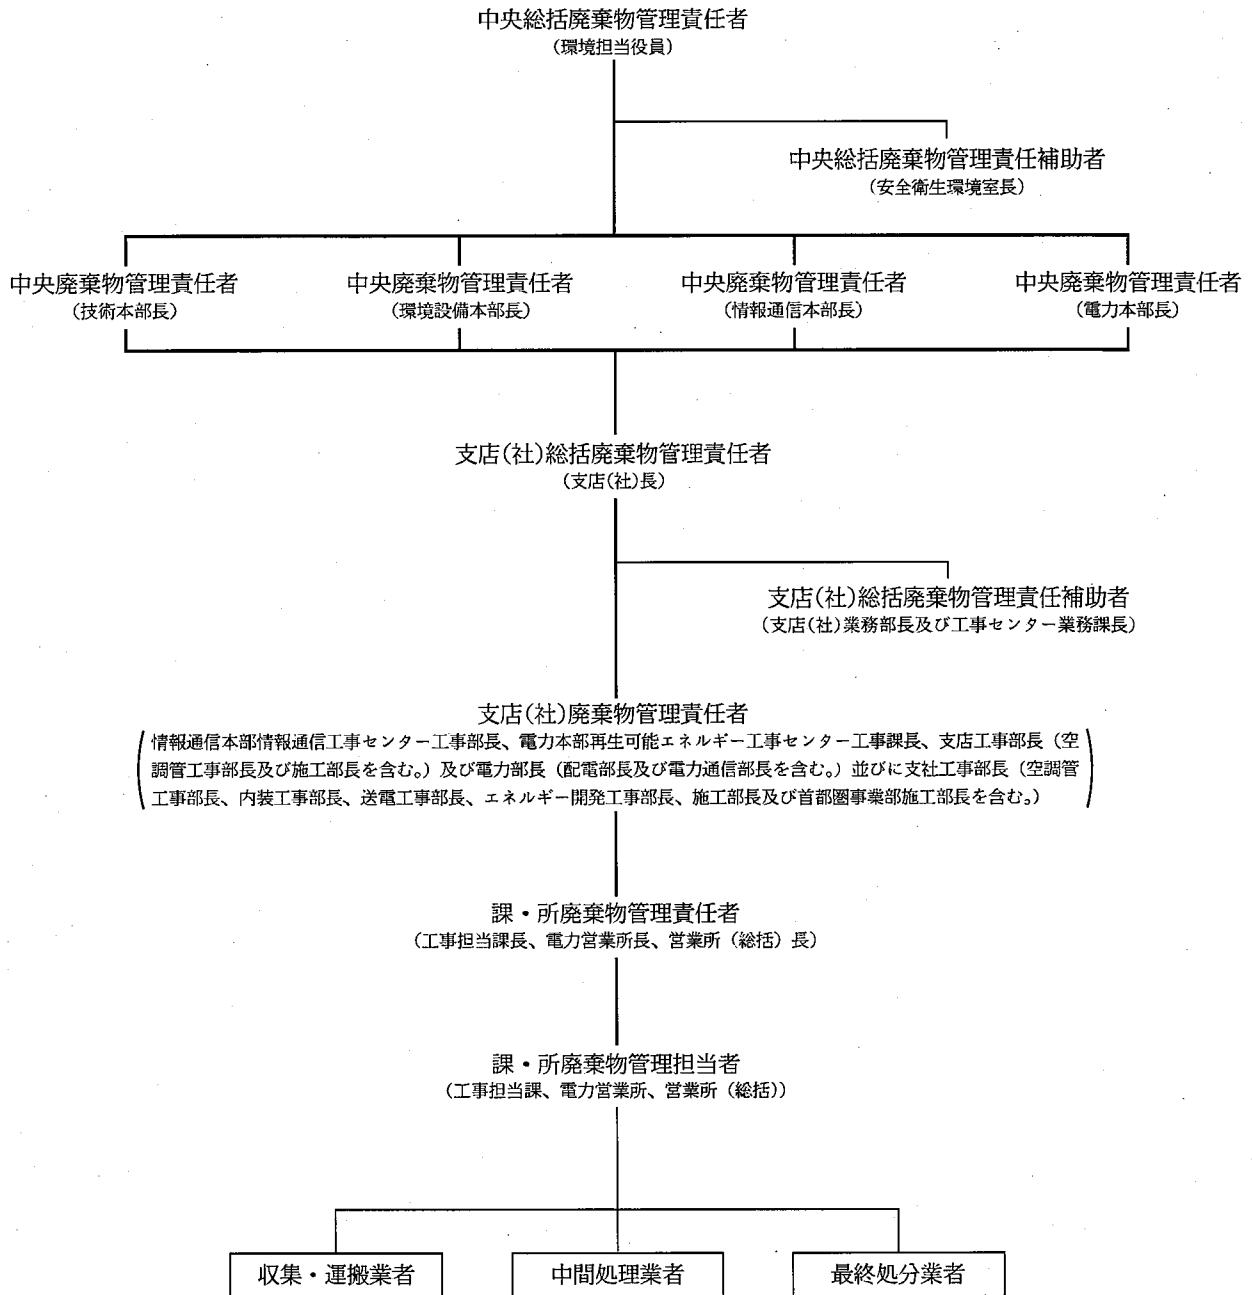 中央総括廃棄物管理責任者
（環境担当役員）
中央総括廃棄物管理責任補助者
（安全衛生環境室長）
中央廃棄物管理責任者
（技術本部長）
中央廃棄物管理責任者
（環境設備本部長）
中央廃棄物管理責任者
（情報通信本部長）
中央廃棄物管理責任者
（電力本部長）
支店（社）総括廃棄物管理責任者
（支店（社）長）
支店（社）総括廃棄物管理責任補助者
（支店（社）業務部長及び工事センター業務課長）
支店（社）廃棄物管理責任者
（情報通信本部情報通信工事センター工事部長、電力本部再生可能エネルギー工事センター工事課長、支店工事部長（空
調管工事部長及び施工部長を含む。）及び電力部長（配電部長及び電力通信部長を含む。）並びに支社工事部長（空調管
工事部長、内装工事部長、送電工事部長、エネルギー開発工事部長、施工部長及び首都圏事業部施工部長を含む。）)
課・所廃棄物管理責任者
（工事担当課長、電力営業所長、営業所（総括）長）
課・所廃棄物管理担当者
（工事担当課、電力営業所、営業所（総括））
収集・運搬業者
中間処理業者
最終処分業者